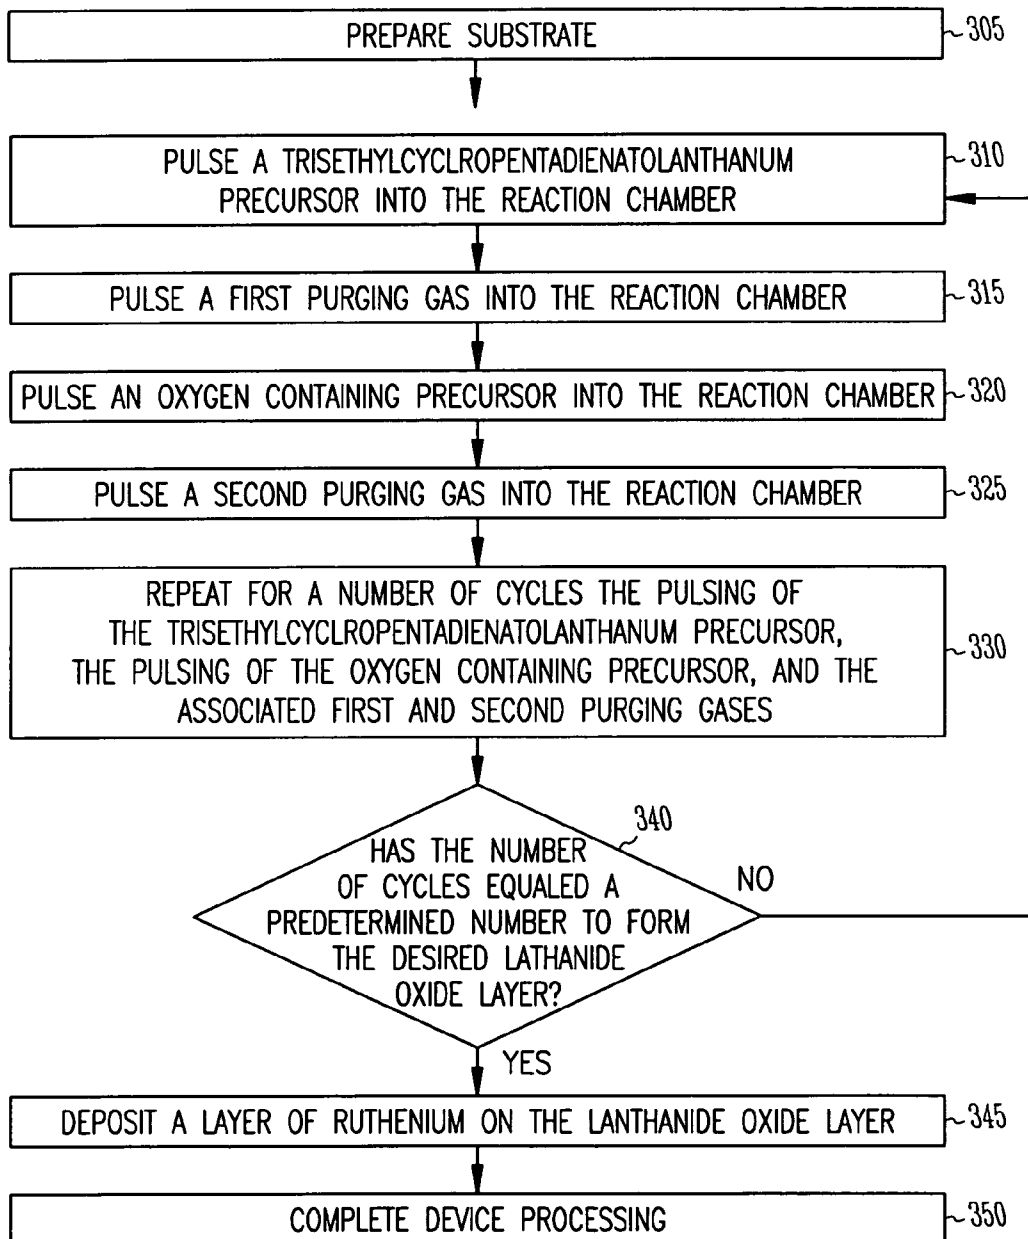 PREPARE SUBSTRATE
305
PULSE A TRISETHYLCYCLROPENTADIENATOLANTHANUM
PRECURSOR INTO THE REACTION CHAMBER
310
PULSE A FIRST PURGING GAS INTO THE REACTION CHAMBER
315
PULSE AN OXYGEN CONTAINING PRECURSOR INTO THE REACTION CHAMBER
320
PULSE A SECOND PURGING GAS INTO THE REACTION CHAMBER
325
REPEAT FOR A NUMBER OF CYCLES THE PULSING OF
THE TRISETHYLCYCLROPENTADIENATOLANTHANUM PRECURSOR,
THE PULSING OF THE OXYGEN CONTAINING PRECURSOR, AND THE
ASSOCIATED FIRST AND SECOND PURGING GASES
330
340
HAS THE NUMBER
OF CYCLES EQUALED A
PREDETERMINED NUMBER TO FORM
THE DESIRED LATHANIDE
OXIDE LAYER?
NO
YES
DEPOSIT A LAYER OF RUTHENIUM ON THE LANTHANIDE OXIDE LAYER
345
COMPLETE DEVICE PROCESSING
350